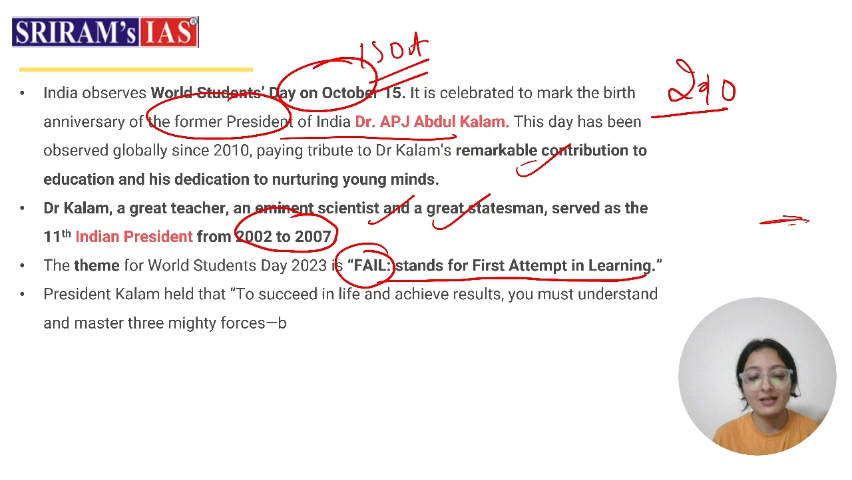 SRIRAM's IAS
15 Oct
• India observes World Students' Day on October 15. It is celebrated to mark the birth
anniversary of the former President of India Dr. APJ Abdul Kalam. This day has been
observed globally since 2010, paying tribute to Dr Kalam's remarkable contribution to
education and his dedication to nurturing young minds.
• Dr Kalam, a great teacher, an eminent scientist and a great statesman, served as the
11th Indian President from 2002 to 2007.
• The theme for World Students Day 2023 is “FAIL: stands for First Attempt in Learning.”
• President Kalam held that “To succeed in life and achieve results, you must understand
and master three mighty forces—b